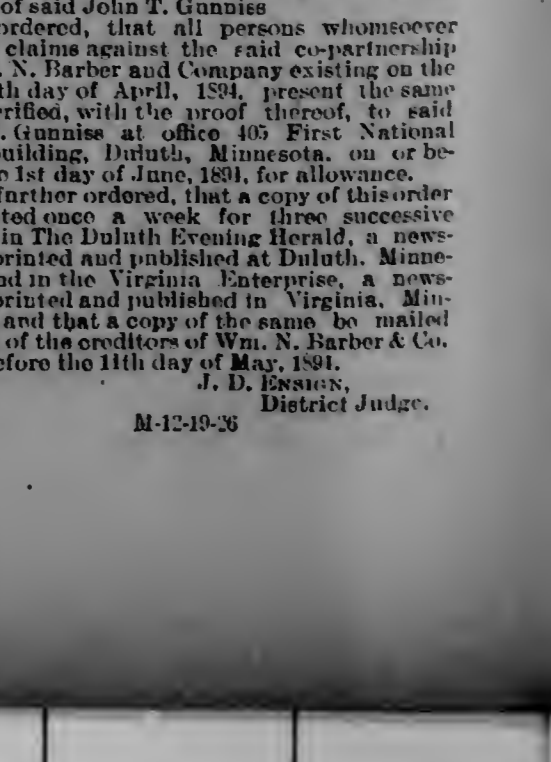 of said John T. Gunniss
ordered, that all persons whomsoever
claims against the said co-partnership
. N. Barber and Company existing on the
th day of April, 1894, present the same
erified, with the proof thereof, to said
. Gunniss at office 405 First National
uilding, Duluth, Minnesota, on or be-
e 1st day of June, 1894, for allowance.
further ordered, that a copy of this order
ted once a week for three successive
in The Duluth Evening Herald, a news-
printed and published at Duluth, Minne-
nd in the Virginia Enterprise, a news-
printed and published in Virginia, Min-
and that a copy of the same be mailed
of the creditors of Wm. N. Barber & Co.
efore the 11th day of May, 1894.
J. D. ENSIGN,
District Judge.
M-12-19-26